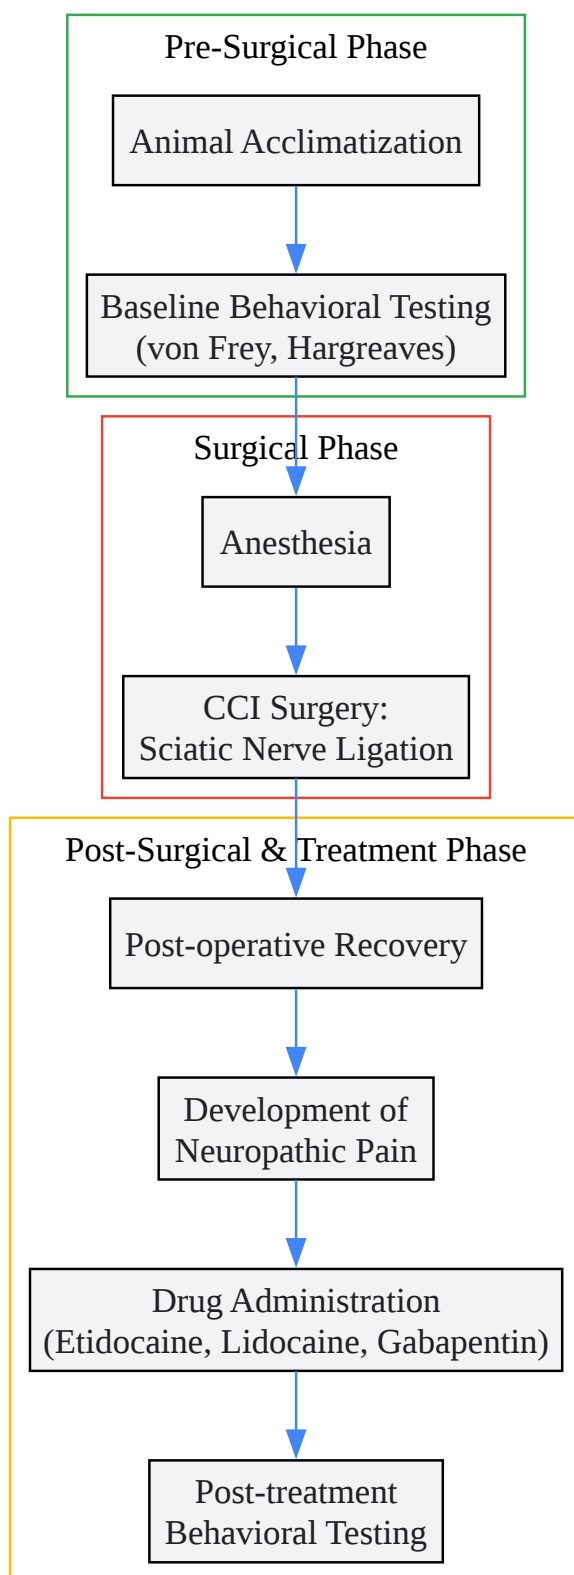 Pre-Surgical Phase
Animal Acclimatization
Baseline Behavioral Testing
(von Frey, Hargreaves)
Surgical Phase
Anesthesia
CCI Surgery:
Sciatic Nerve Ligation
Post-Surgical & Treatment Phase
Post-operative Recovery
Development of
Neuropathic Pain
Drug Administration
(Etidocaine, Lidocaine, Gabapentin)
Post-treatment
Behavioral Testing